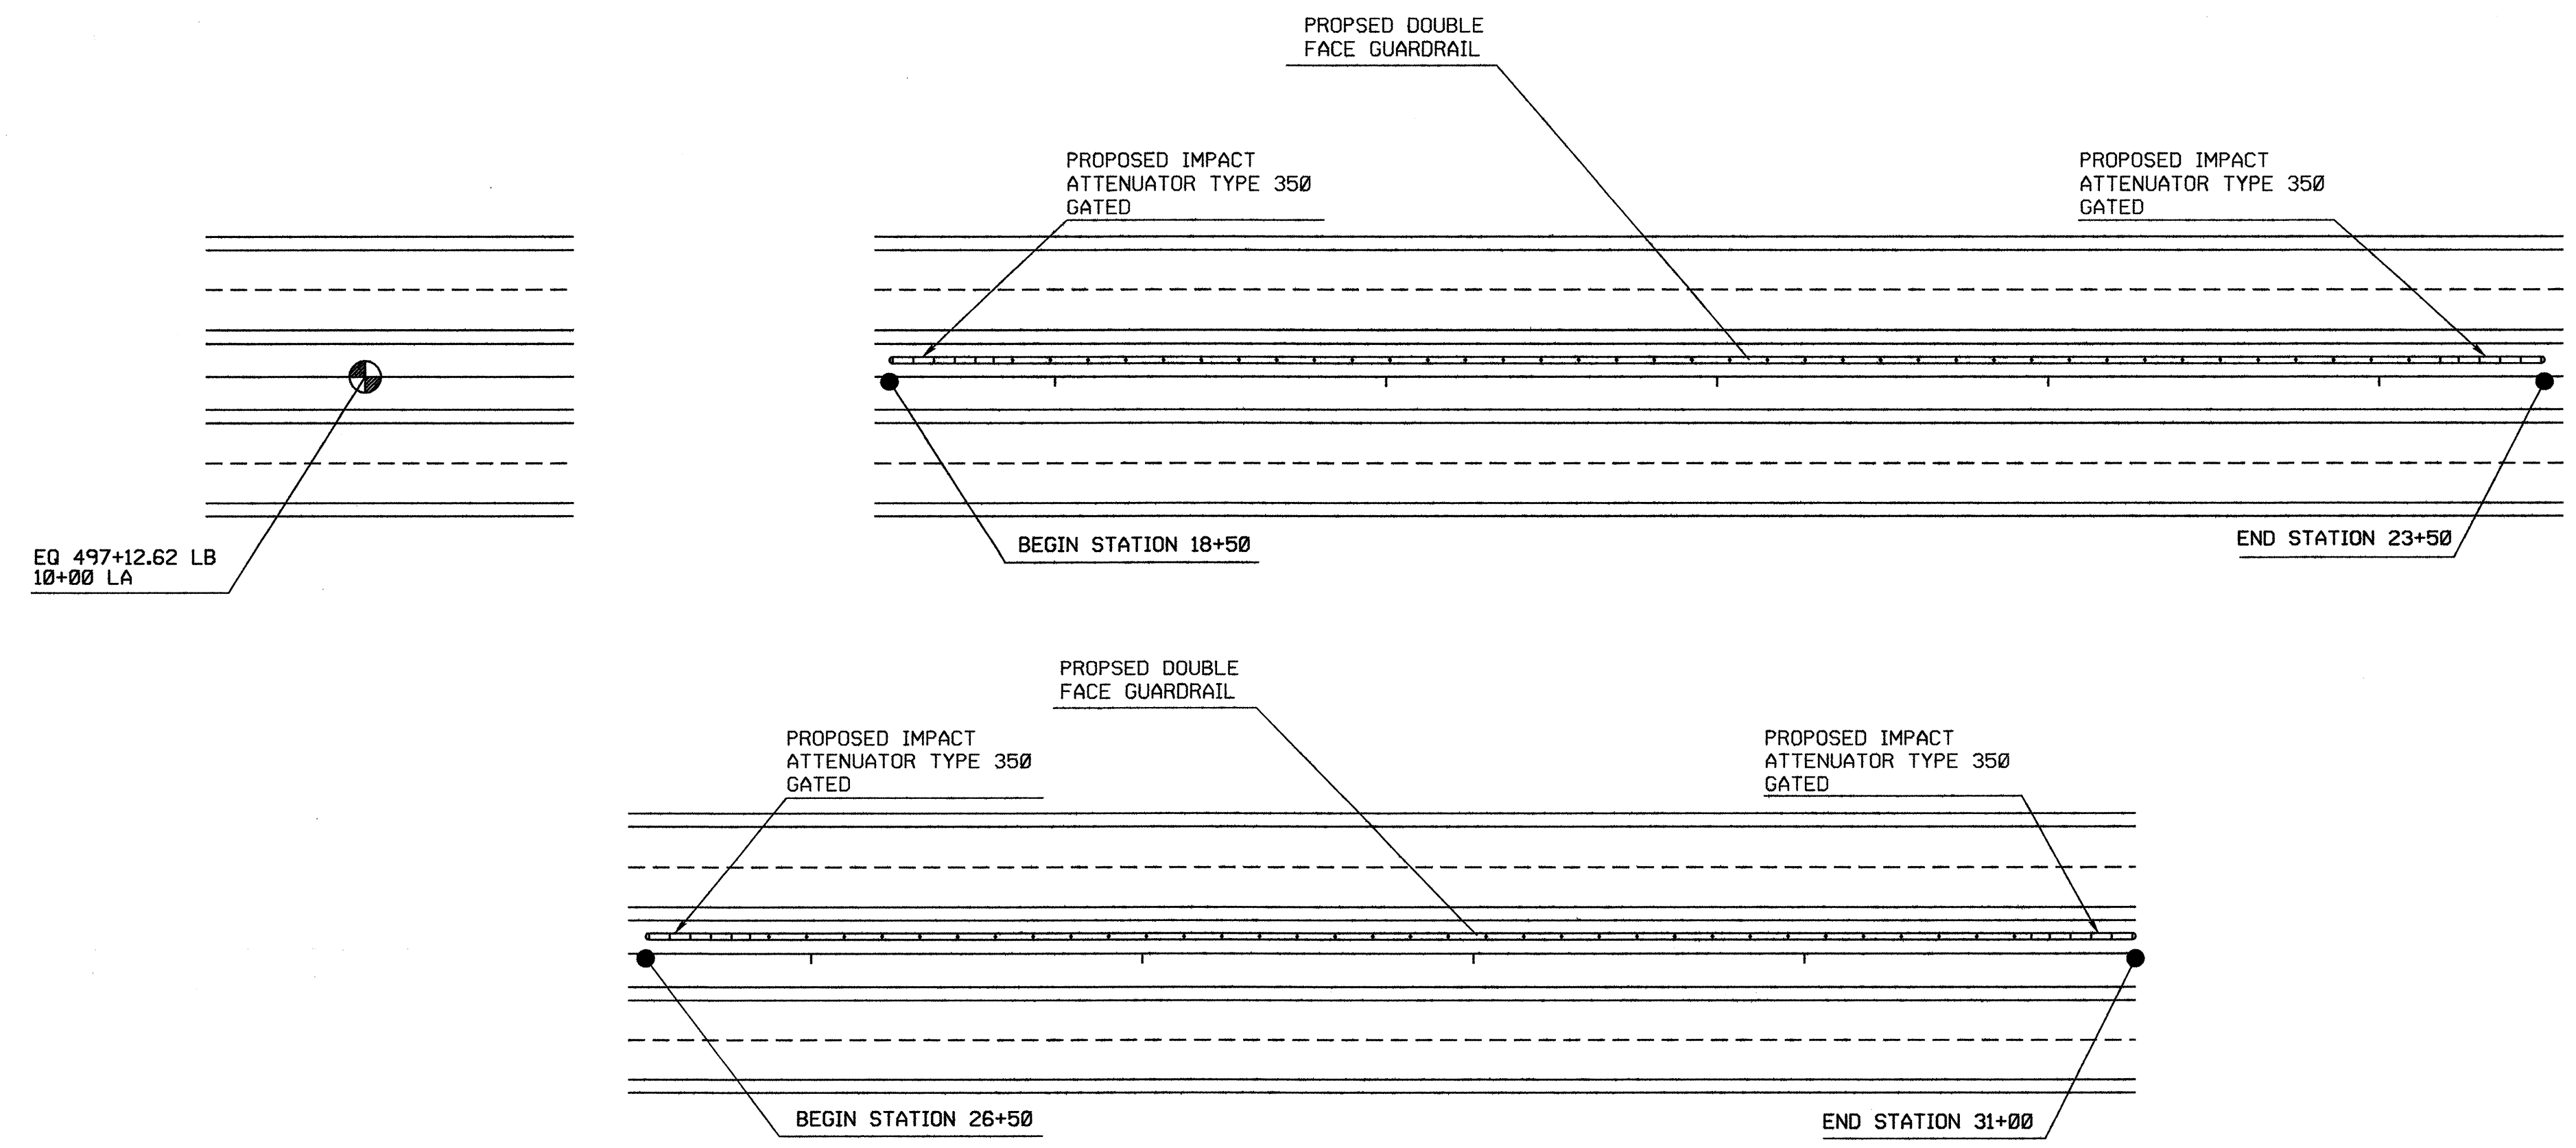 PROPSED DOUBLE
FACE GUARDRAIL
PROPOSED IMPACT
ATTENUATOR TYPE 350
GATED
PROPOSED IMPACT
ATTENUATOR TYPE 350
GATED
EQ 497+12.62 LB
10+00 LA
BEGIN STATION 18+50
END STATION 23+50
PROPSED DOUBLE
FACE GUARDRAIL
PROPOSED IMPACT
ATTENUATOR TYPE 350
GATED
PROPOSED IMPACT
ATTENUATOR TYPE 350
GATED
BEGIN STATION 26+50
END STATION 31+00